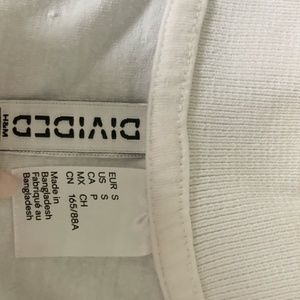 DIVIDED
H&M
EUR S
US S
CA P
MX CH
CN 165/88A
Made in
Bangladesh
Fabriqué au
Bangladesh